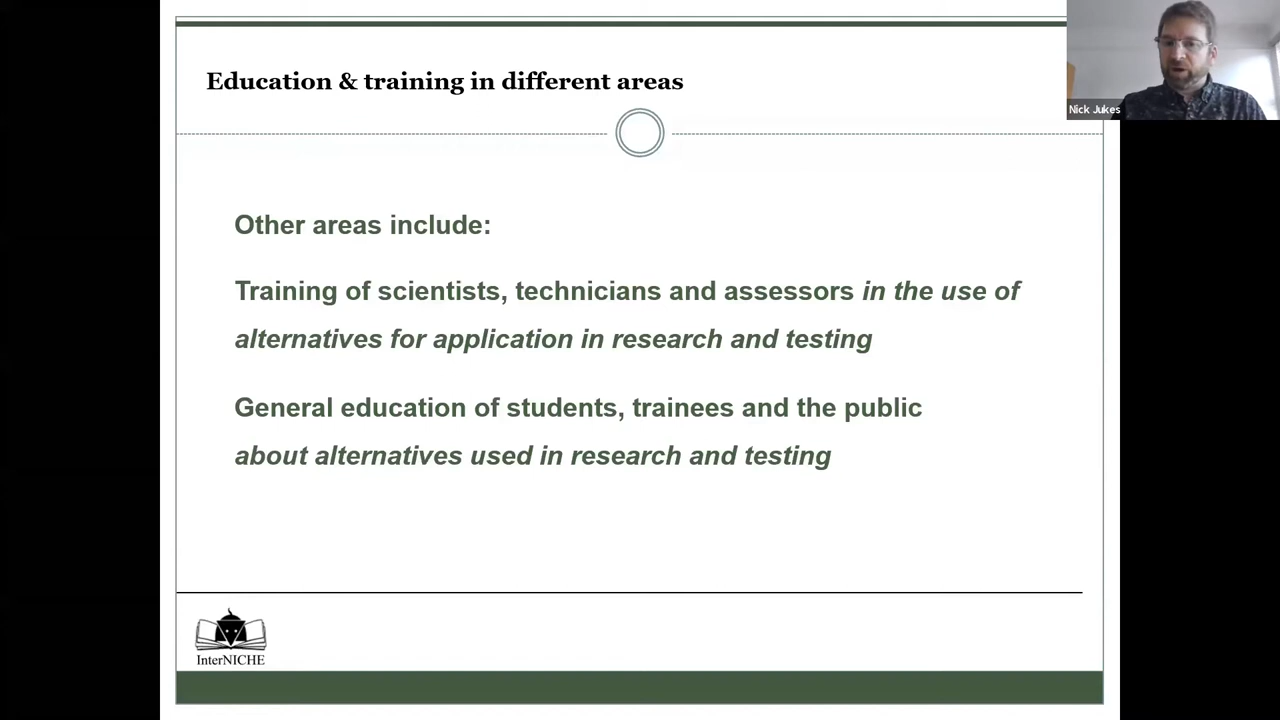 Education & training in different areas
Nick Jukes
Other areas include:
Training of scientists, technicians and assessors in the use of
alternatives for application in research and testing
General education of students, trainees and the public
about alternatives used in research and testing
InterNICHE